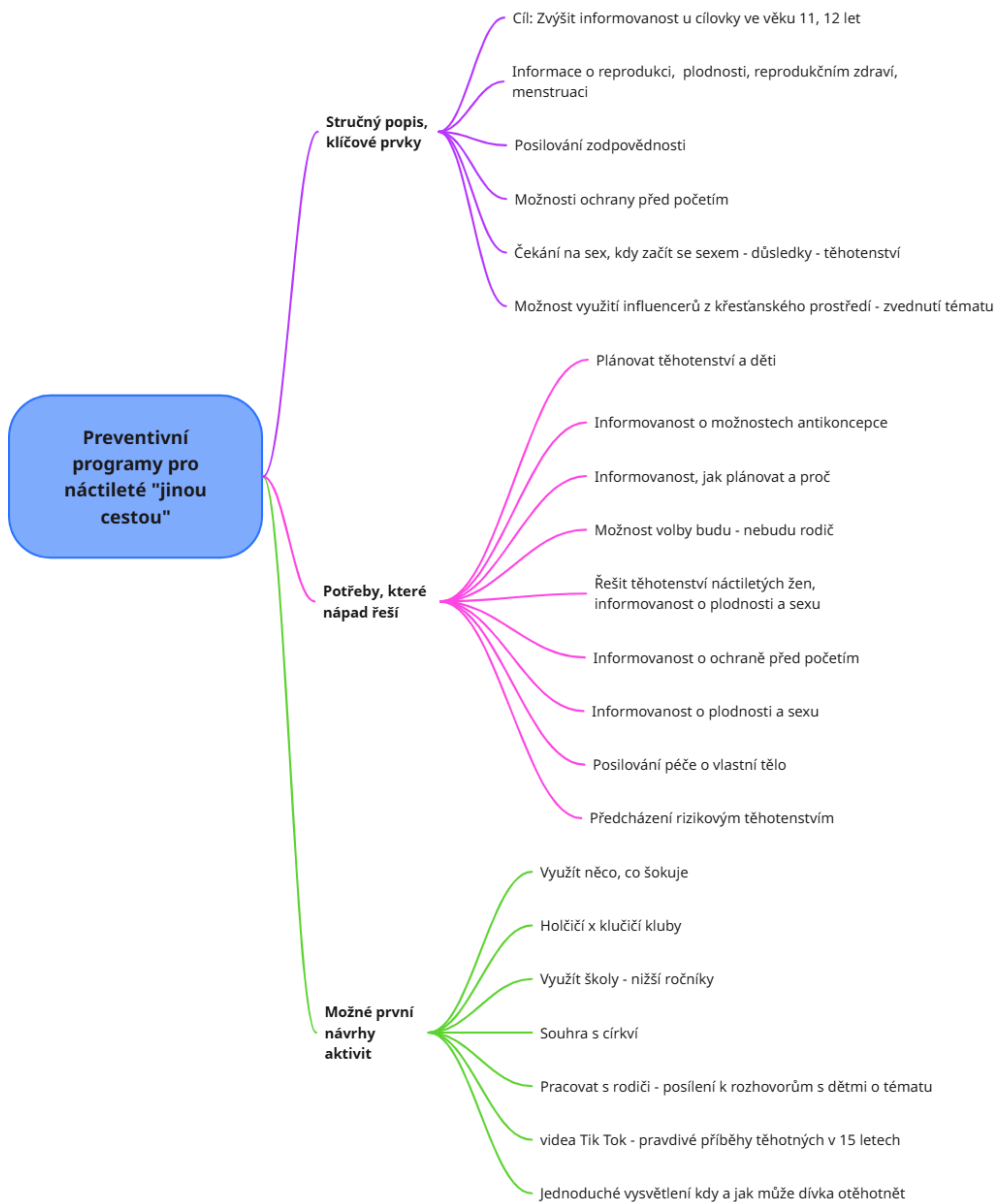 Preventivní
programy pro
náctileté "jinou
cestou"
Stručný popis,
klíčové prvky
Cíl: Zvýšit informovanost u cílovky ve věku 11, 12 let
Informace o reprodukci,  plodnosti, reprodukčním zdraví,
menstruaci
Posilování zodpovědnosti
Možnosti ochrany před početím
Čekání na sex, kdy začít se sexem - důsledky - těhotenství
Možnost využití influencerů z křesťanského prostředí - zvednutí tématu
Potřeby, které
nápad řeší
Plánovat těhotenství a děti
Informovanost o možnostech antikoncepce
Informovanost, jak plánovat a proč
Možnost volby budu - nebudu rodič
Řešit těhotenství náctiletých žen,
informovanost o plodnosti a sexu
Informovanost o ochraně před početím
Informovanost o plodnosti a sexu
Posilování péče o vlastní tělo
Předcházení rizikovým těhotenstvím
Možné první
návrhy
aktivit
Využít něco, co šokuje
Holčičí x klučičí kluby
Využít školy - nižší ročníky
Souhra s církví
Pracovat s rodiči - posílení k rozhovorům s dětmi o tématu
videa Tik Tok - pravdivé příběhy těhotných v 15 letech
Jednoduché vysvětlení kdy a jak může dívka otěhotnět